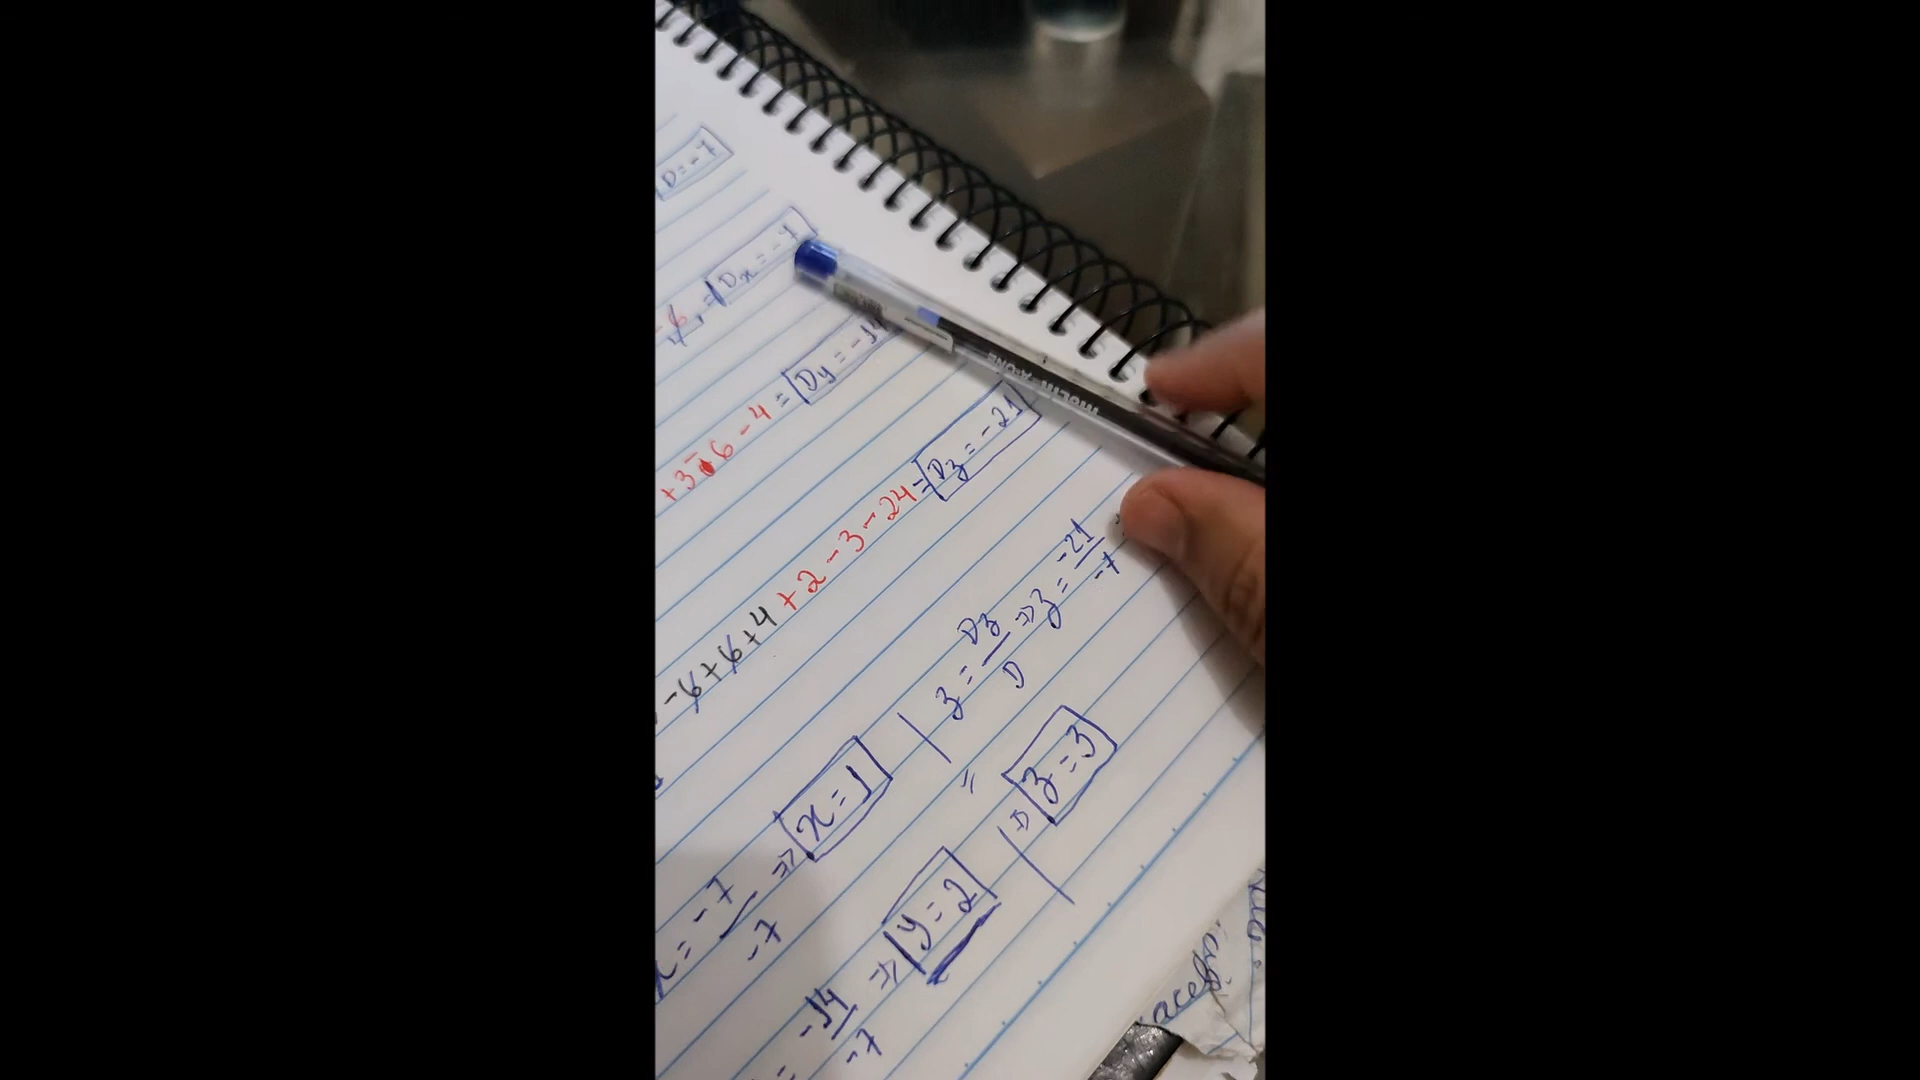 D = -7
- 6, = Dx = -7
+ 3 - 6 - 4 = Dy = -14
- 6 + 6 + 4 + 2 - 3 - 24 = Dz = -21
x = -7/-7 ⇒ x = 1
z = Dz/D ⇒ z = -21/-7
⇒ z = 3
= -14/-7 ⇒ y = 2